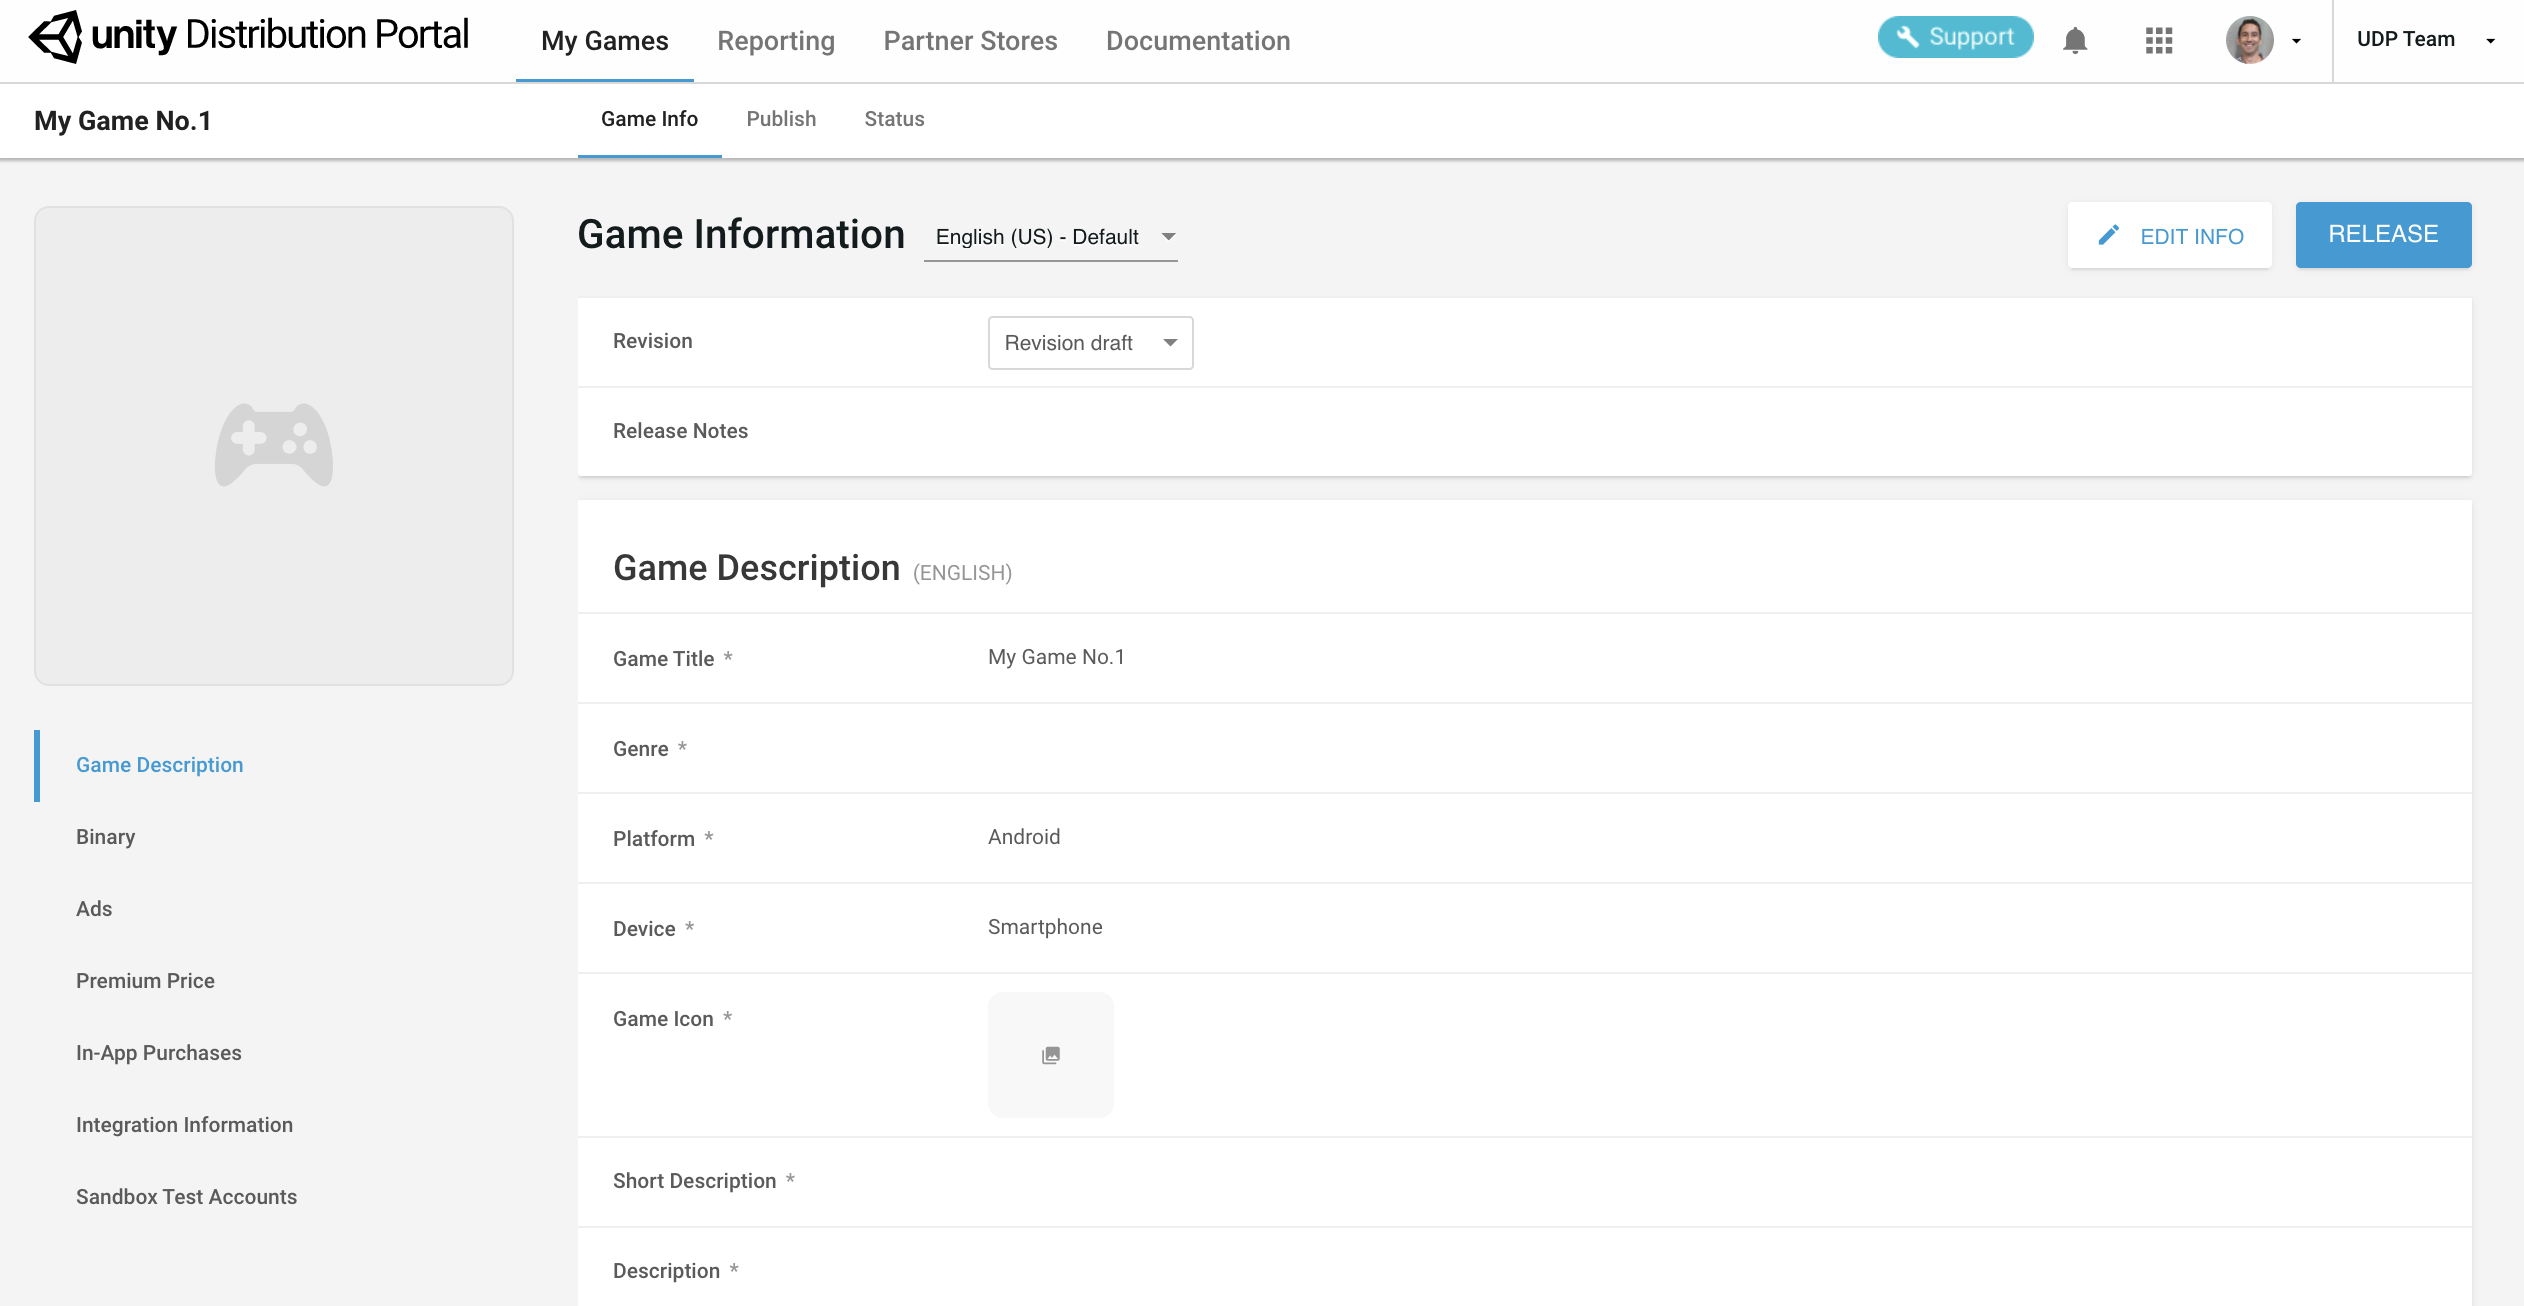 unity Distribution Portal
My Games
Reporting
Partner Stores
Documentation
Support
UDP Team
My Game No.1
Game Info
Publish
Status
Game Information
English (US) - Default
EDIT INFO
RELEASE
Revision
Revision draft
Release Notes
Game Description (ENGLISH)
Game Title *
My Game No.1
Genre *
Platform *
Android
Device *
Smartphone
Game Icon *
Short Description *
Description *
Game Description
Binary
Ads
Premium Price
In-App Purchases
Integration Information
Sandbox Test Accounts